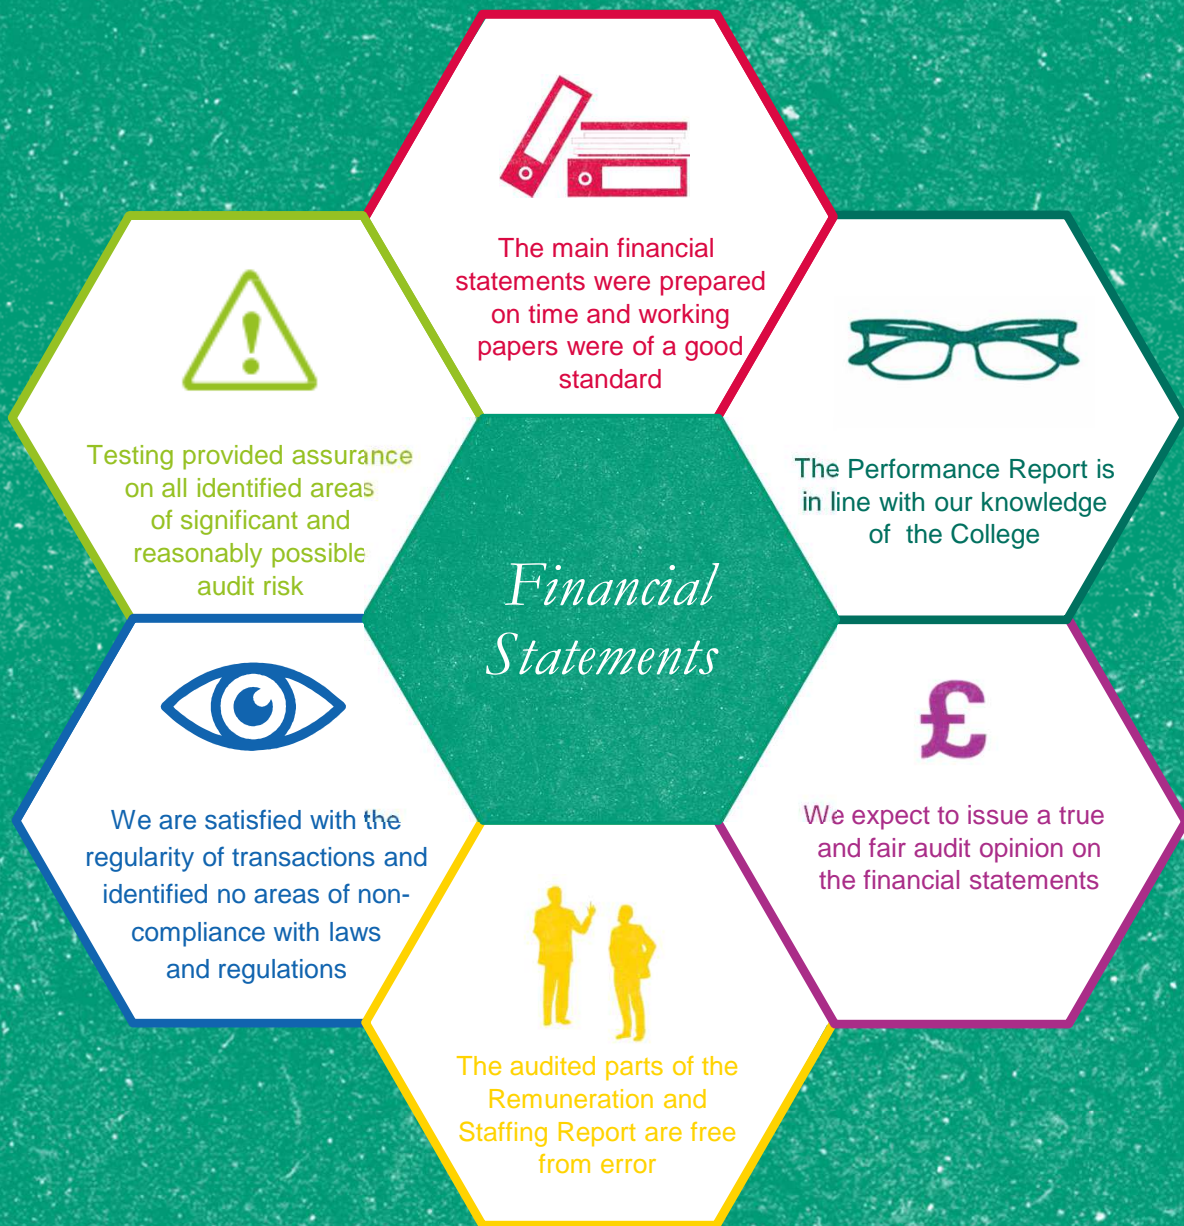 The main financial
statements were prepared
on time and working
papers were of a good
standard
Testing provided assurance
on all identified areas
of significant and
reasonably possible
audit risk
The Performance Report is
in line with our knowledge
of the College
Financial
Statements
We are satisfied with the
regularity of transactions and
identified no areas of non-
compliance with laws
and regulations
£
We expect to issue a true
and fair audit opinion on
the financial statements
The audited parts of the
Remuneration and
Staffing Report are free
from error